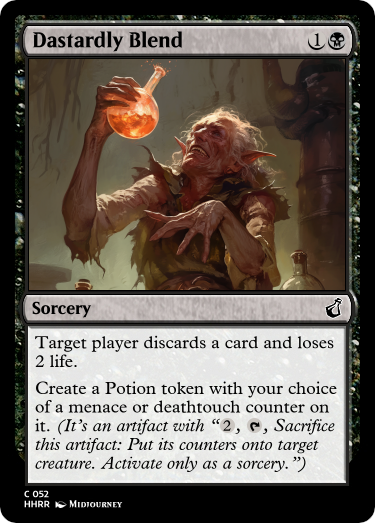 Dastardly Blend 1
Sorcery
Target player discards a card and loses
2 life.
Create a Potion token with your choice
of a menace or deathtouch counter on
it. (It's an artifact with “2, , Sacrifice
this artifact: Put its counters onto target
creature. Activate only as a sorcery.”)
C 052
HHRR Midjourney